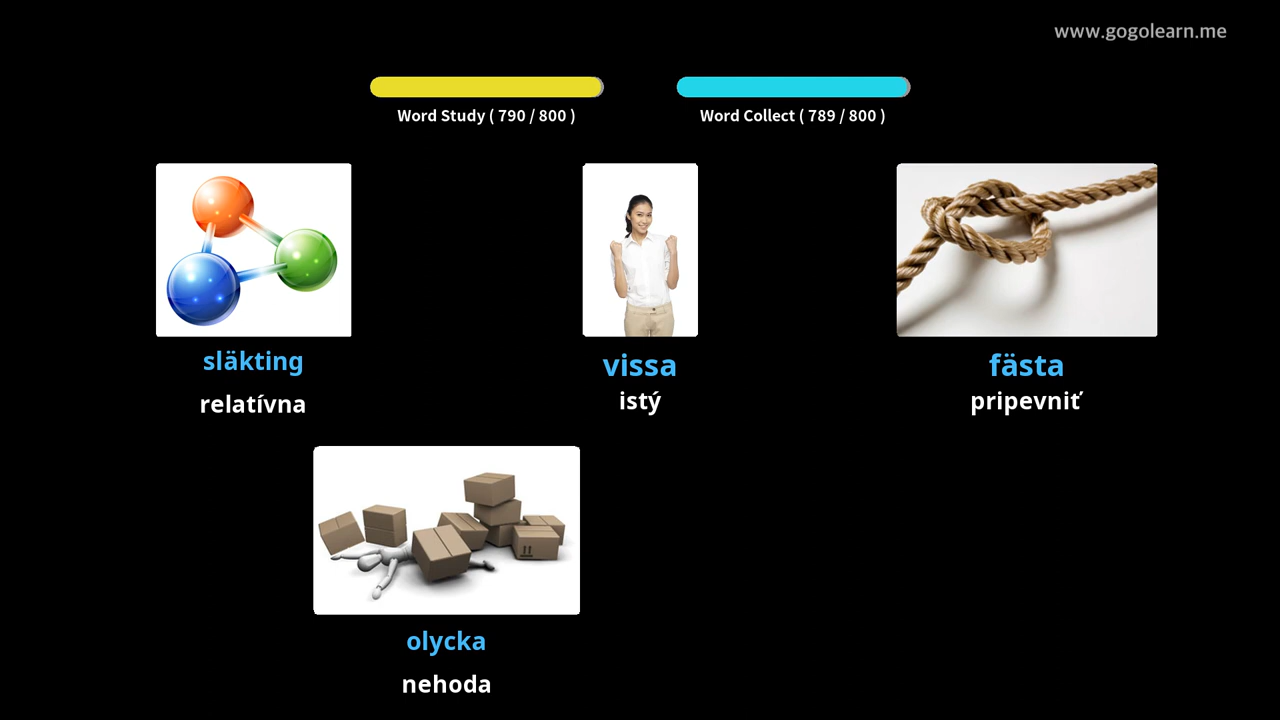 www.gogolearn.me
Word Study ( 790 / 800 )
Word Collect ( 789 / 800 )
släkting
relatívna
vissa
istý
fästa
pripevniť
olycka
nehoda